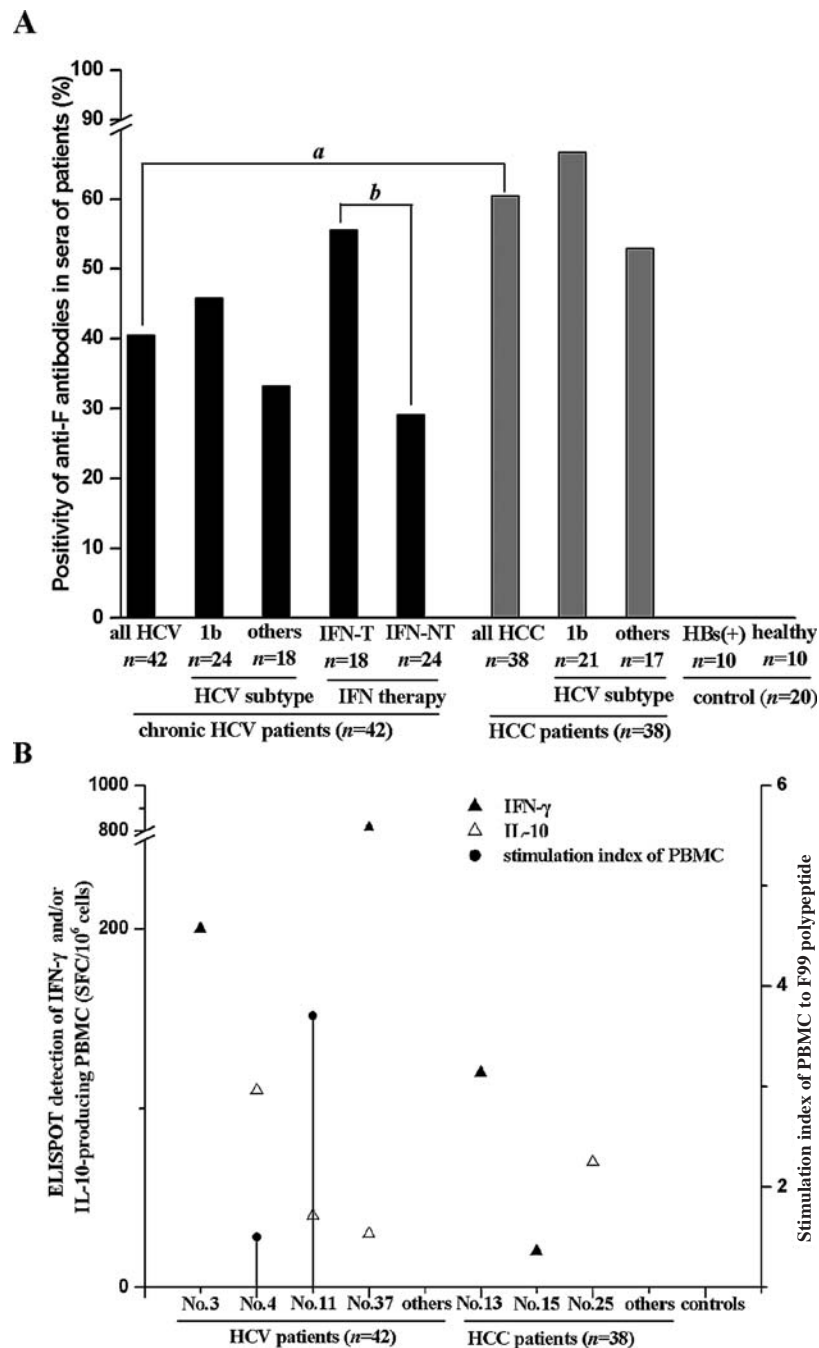 A
Positivity of anti-F antibodies in sera of patients (%)
100
90
60
50
40
30
20
10
0
a
b
all HCV 1b others IFN-T IFN-NT all HCC 1b others HBs(+) healthy
n=42 n=24 n=18 n=18 n=24 n=38 n=21 n=17 n=10 n=10
HCV subtype IFN therapy HCV subtype control (n=20)
chronic HCV patients (n=42) HCC patients (n=38)
B
ELISPOT detection of IFN-γ and/or
IL-10-producing PBMC (SFC/10⁶ cells)
1000
800
200
0
▲ IFN-γ
△ IL-10
● stimulation index of PBMC
6
4
2
Stimulation index of PBMC to F99 polypeptide
No.3 No.4 No.11 No.37 others No.13 No.15 No.25 others controls
HCV patients (n=42) HCC patients (n=38)